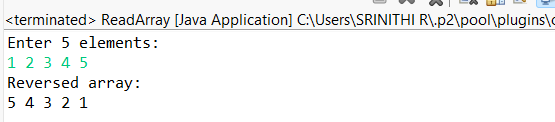 <terminated> ReadArray [Java Application] C:\Users\SRINITHI R\.p2\pool\plugins\
Enter 5 elements:
1 2 3 4 5
Reversed array:
5 4 3 2 1